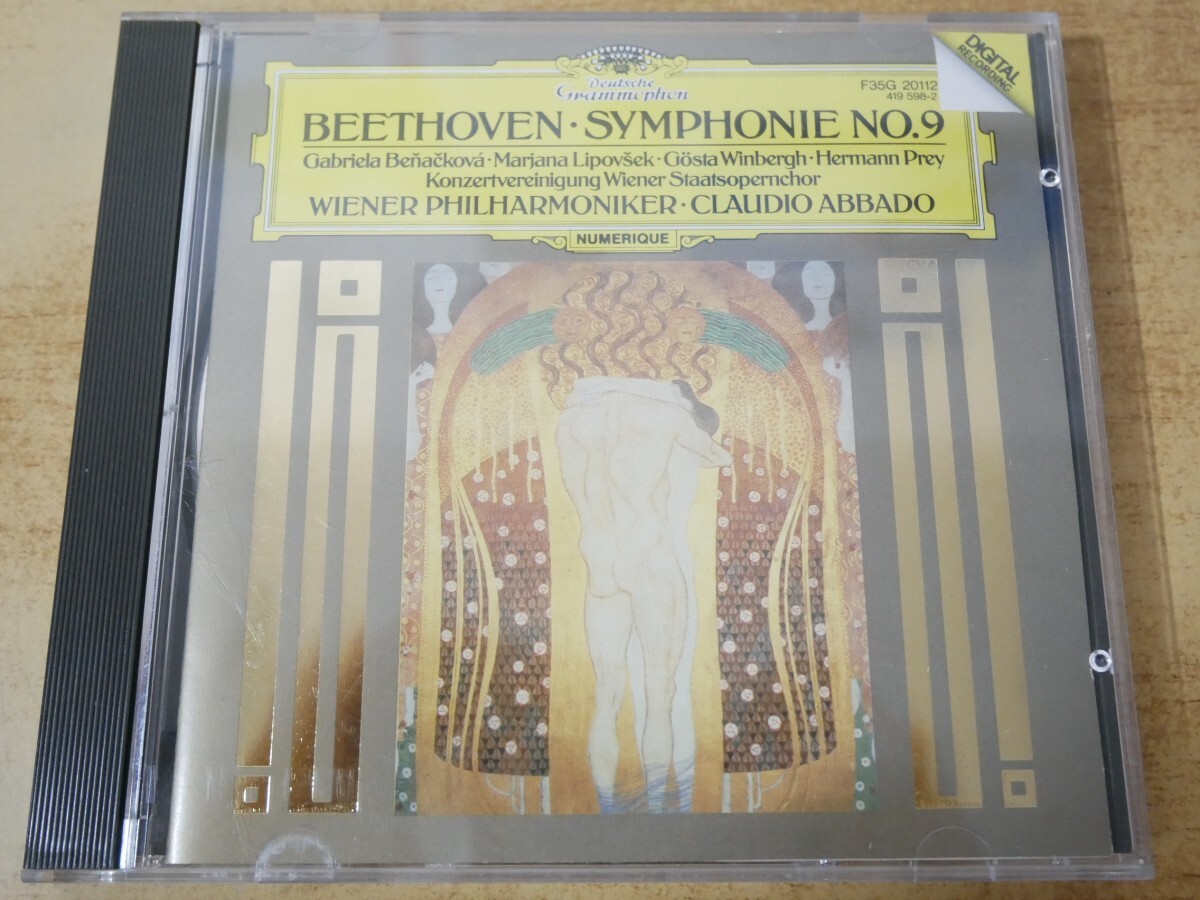 Deutsche
Grammophon
F35G 20112
419 598-2
DIGITAL
RECORDING
BEETHOVEN · SYMPHONIE NO.9
Gabriela Beňačková · Marjana Lipovšek · Gösta Winbergh · Hermann Prey
Konzertvereinigung Wiener Staatsopernchor
WIENER PHILHARMONIKER · CLAUDIO ABBADO
NUMERIQUE